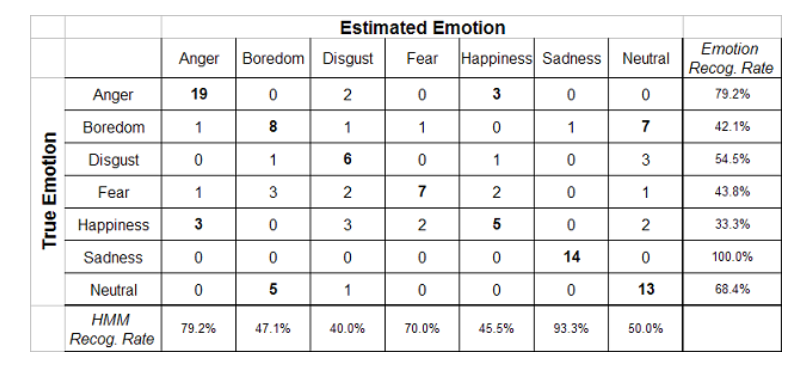 Estimated Emotion
Anger Boredom Disgust Fear Happiness Sadness Neutral Emotion Recog. Rate
True Emotion
Anger 19 0 2 0 3 0 0 79.2%
Boredom 1 8 1 1 0 1 7 42.1%
Disgust 0 1 6 0 1 0 3 54.5%
Fear 1 3 2 7 2 0 1 43.8%
Happiness 3 0 3 2 5 0 2 33.3%
Sadness 0 0 0 0 0 14 0 100.0%
Neutral 0 5 1 0 0 0 13 68.4%
HMM Recog. Rate 79.2% 47.1% 40.0% 70.0% 45.5% 93.3% 50.0%